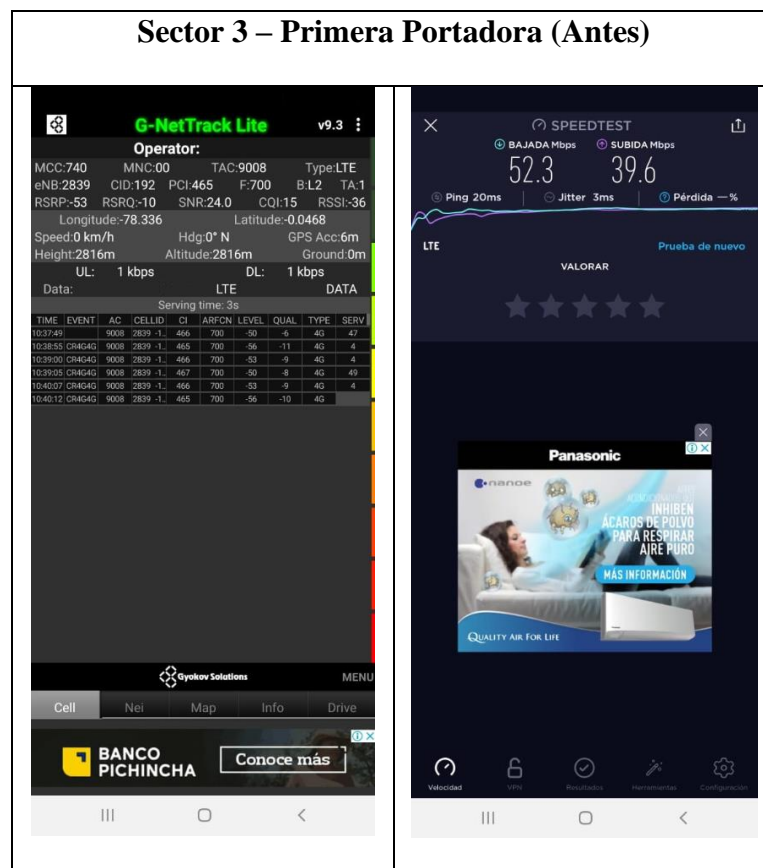 Sector 3 – Primera Portadora (Antes)
G-NetTrack Lite v9.3
Operator:
MCC:740 MNC:00 TAC:9008 Type:LTE
eNB:2839 CID:192 PCI:465 F:700 B:L2 TA:1
RSRP:-53 RSRQ:-10 SNR:24.0 CQI:15 RSSI:-36
Longitude:-78.336 Latitude:-0.0468
Speed:0 km/h Hdg:0° N GPS Acc:6m
Height:2816m Altitude:2816m Ground:0m
UL: 1 kbps DL: 1 kbps
Data: LTE DATA
Serving time: 3s
TIME EVENT AC CELLID CI ARFCN LEVEL QUAL TYPE SERV
10:37:49 9008 2839 -1.. 466 700 -50 -6 4G 47
10:38:55 CR4G4G 9008 2839 -1.. 465 700 -56 -11 4G 4
10:39:00 CR4G4G 9008 2839 -1.. 466 700 -53 -9 4G 4
10:39:05 CR4G4G 9008 2839 -1.. 467 700 -50 -8 4G 49
10:40:07 CR4G4G 9008 2839 -1.. 466 700 -53 -9 4G 4
10:40:12 CR4G4G 9008 2839 -1.. 465 700 -56 -10 4G
Gyokov Solutions MENU
Cell Nei Map Info Drive
BANCO
PICHINCHA
Conoce más
SPEEDTEST
BAJADA Mbps SUBIDA Mbps
52.3 39.6
Ping 20ms Jitter 3ms Pérdida — %
LTE Prueba de nuevo
VALORAR
Panasonic
nanoe
INHIBEN
ÁCAROS DE POLVO
PARA RESPIRAR
AIRE PURO
MÁS INFORMACIÓN
QUALITY AIR FOR LIFE
Velocidad VPN Resultados Herramientas Configuración